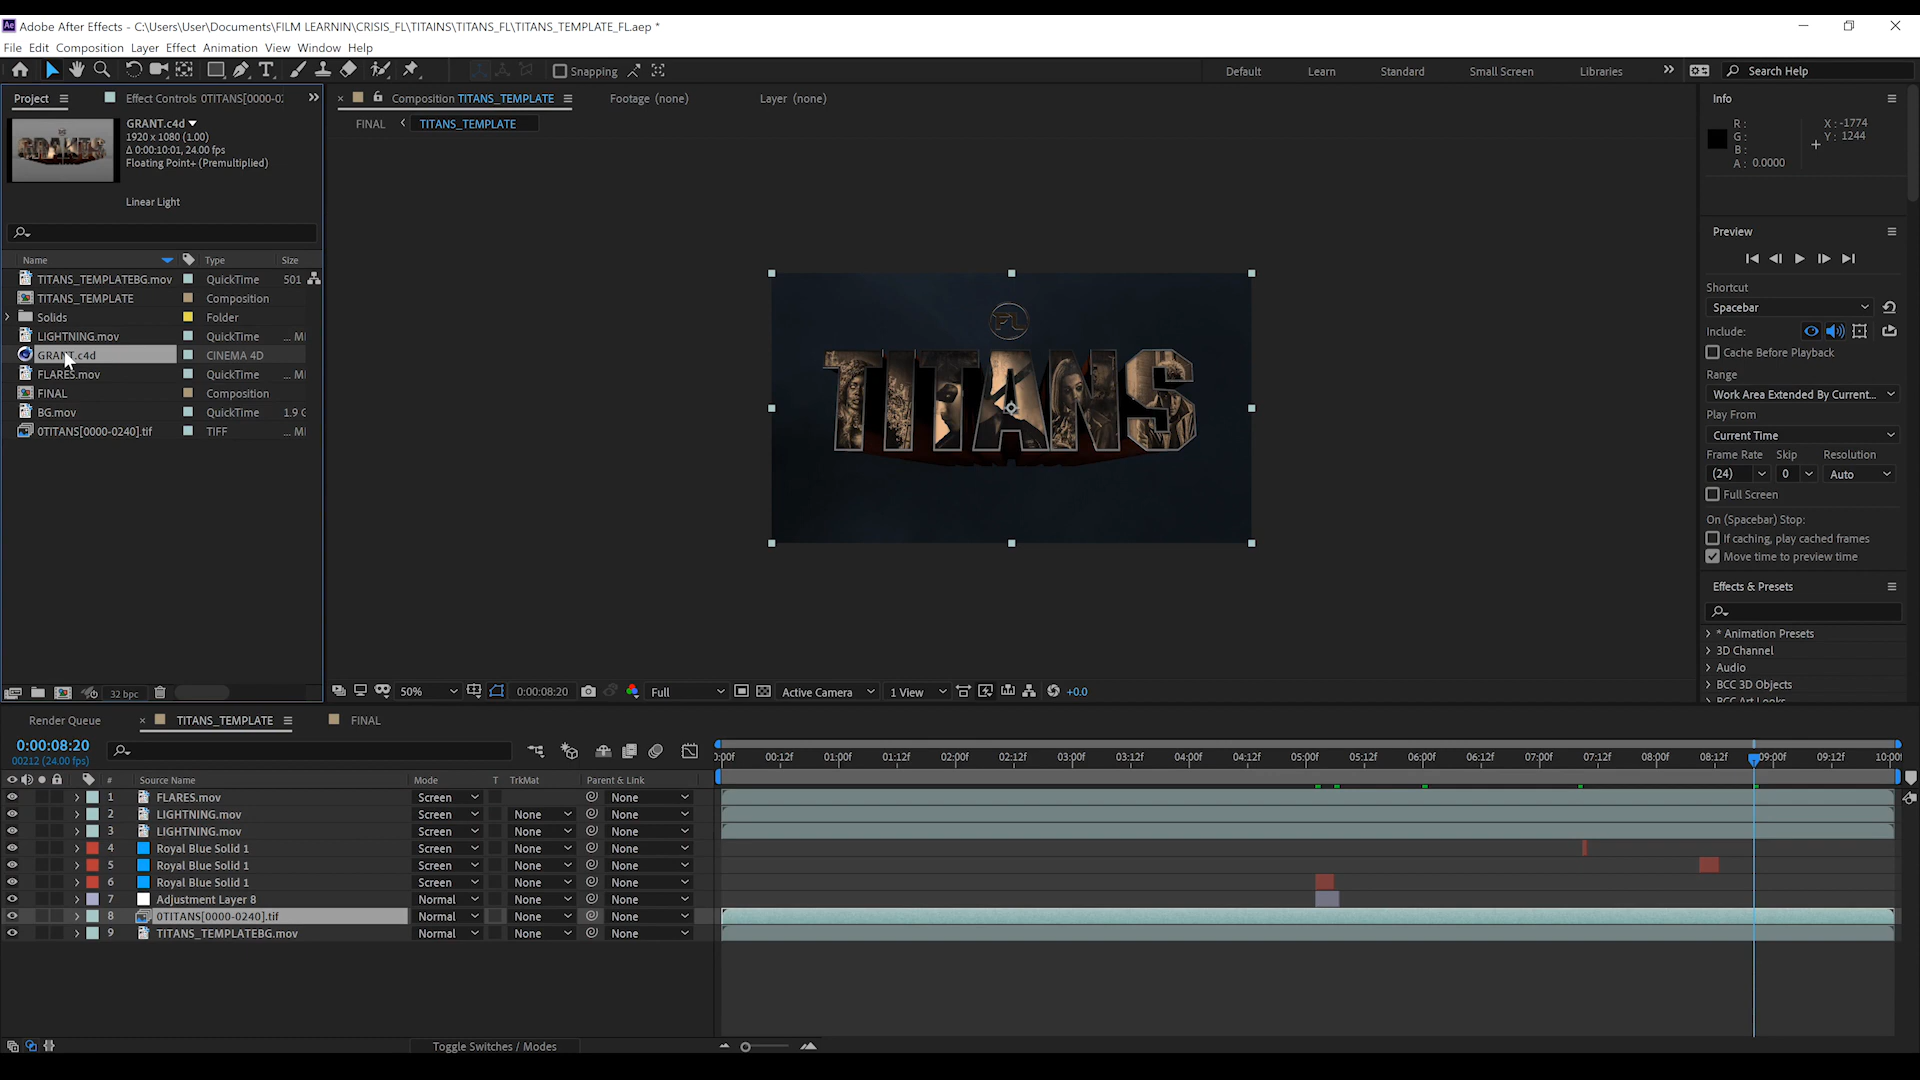 Adobe After Effects - C:\Users\User\Documents\FILM LEARNIN\CRISIS_FL\TITAINS\TITANS_FL\TITANS_TEMPLATE_FL.aep *
File Edit Composition Layer Effect Animation View Window Help
Snapping
Default Learn Standard Small Screen Libraries Search Help
Project Effect Controls 0TITANS[0000-02
Composition TITANS_TEMPLATE Footage (none) Layer (none)
FINAL TITANS_TEMPLATE
GRANT.c4d
1920 x 1080 (1.00)
Δ 0:00:10:01, 24.00 fps
Floating Point+ (Premultiplied)
Linear Light
Name Type Size
TITANS_TEMPLATEBG.mov QuickTime 501
TITANS_TEMPLATE Composition
Solids Folder
LIGHTNING.mov QuickTime ... MI
GRANT.c4d CINEMA 4D
FLARES.mov QuickTime ... MI
FINAL Composition
BG.mov QuickTime 1.9 G
0TITANS[0000-0240].tif TIFF ... MI
32 bpc
GRANTS
FL
TITANS
50% 0:00:08:20 Full Active Camera 1 View +0.0
Info
R :
G :
B :
A : 0.0000
X : -1774
Y : 1244
Preview
Shortcut
Spacebar
Include:
Cache Before Playback
Range
Work Area Extended By Current...
Play From
Current Time
Frame Rate Skip Resolution
(24) 0 Auto
Full Screen
On (Spacebar) Stop:
If caching, play cached frames
Move time to preview time
Effects & Presets
* Animation Presets
3D Channel
Audio
BCC 3D Objects
BCC Art Looks
Render Queue TITANS_TEMPLATE FINAL
0:00:08:20
00212 (24.00 fps)
:00f 00:12f 01:00f 01:12f 02:00f 02:12f 03:00f 03:12f 04:00f 04:12f 05:00f 05:12f 06:00f 06:12f 07:00f 07:12f 08:00f 08:12f 09:00f 09:12f 10:00f
# Source Name Mode T TrkMat Parent & Link
1 FLARES.mov Screen None
2 LIGHTNING.mov Screen None None
3 LIGHTNING.mov Screen None None
4 Royal Blue Solid 1 Screen None None
5 Royal Blue Solid 1 Screen None None
6 Royal Blue Solid 1 Screen None None
7 Adjustment Layer 8 Normal None None
8 0TITANS[0000-0240].tif Normal None None
9 TITANS_TEMPLATEBG.mov Normal None None
Toggle Switches / Modes